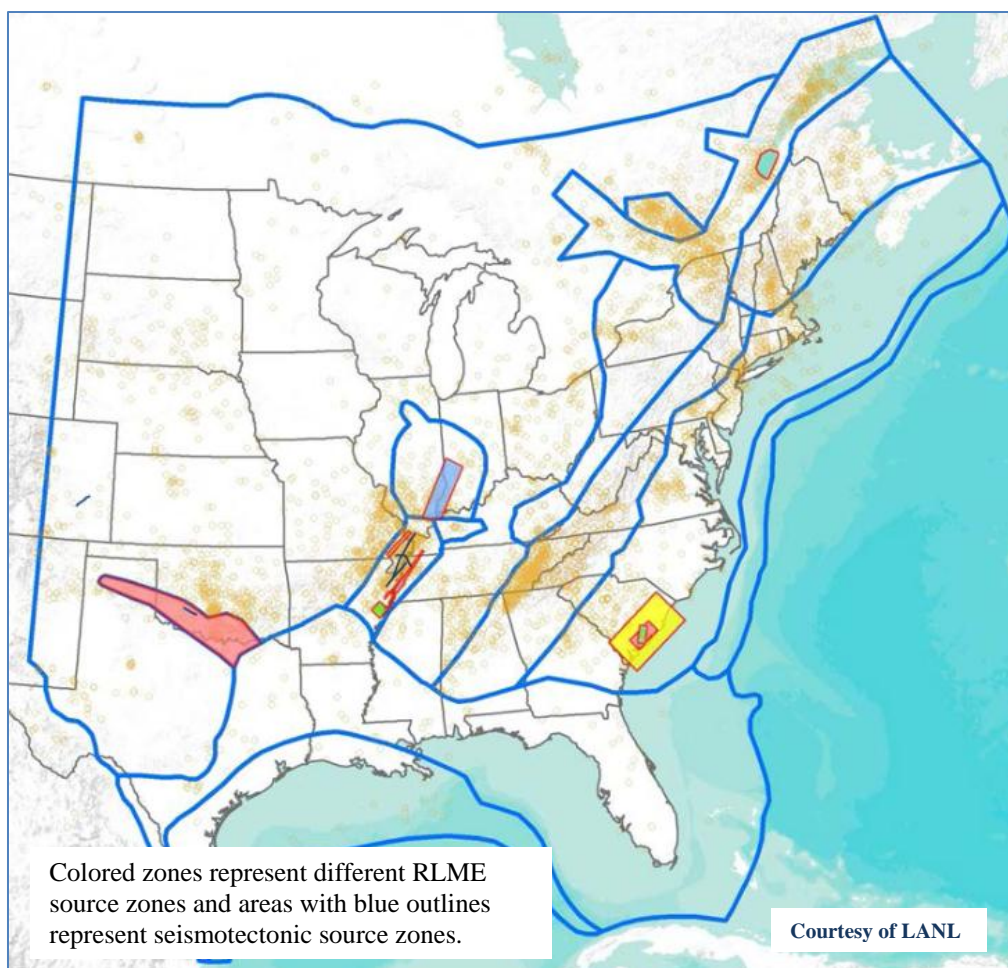 Colored zones represent different RLME
source zones and areas with blue outlines
represent seismotectonic source zones.
Courtesy of LANL